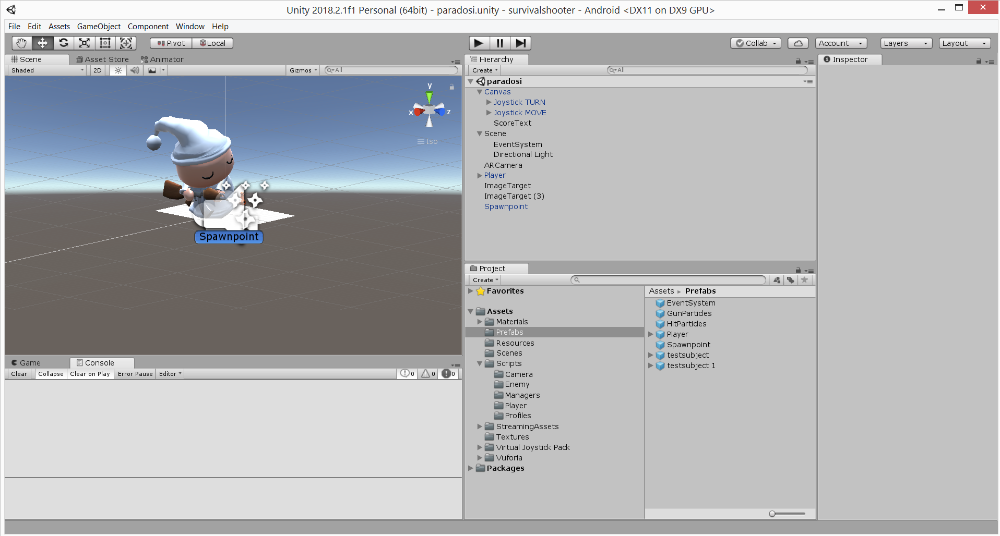 Unity 2018.2.1f1 Personal (64bit) - paradosi.unity - survivalshooter - Android <DX11 on DX9 GPU>
File Edit Assets GameObject Component Window Help
Pivot Local Collab Account Layers Layout
Scene Asset Store Animator
Shaded 2D Gizmos All
y
x z
Iso
Spawnpoint
Game Console
Clear Collapse Clear on Play Error Pause Editor 0 0 0
Hierarchy
Create All
paradosi
Canvas
Joystick TURN
Joystick MOVE
ScoreText
Scene
EventSystem
Directional Light
ARCamera
Player
ImageTarget
ImageTarget (3)
Spawnpoint
Project
Create
Favorites
Assets
Materials
Prefabs
Resources
Scenes
Scripts
Camera
Enemy
Managers
Player
Profiles
StreamingAssets
Textures
Virtual Joystick Pack
Vuforia
Packages
Assets Prefabs
EventSystem
GunParticles
HitParticles
Player
Spawnpoint
testsubject
testsubject 1
Inspector